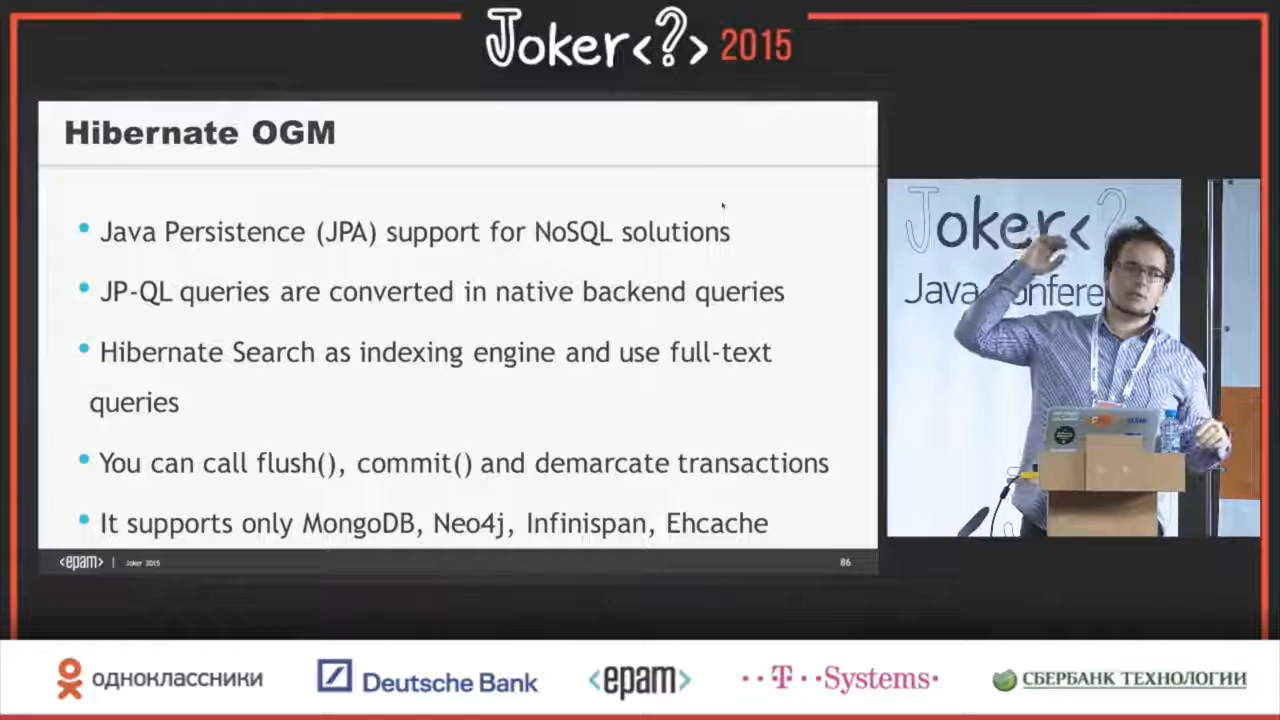 Joker<?> 2015
Hibernate OGM
• Java Persistence (JPA) support for NoSQL solutions
• JP-QL queries are converted in native backend queries
• Hibernate Search as indexing engine and use full-text
queries
• You can call flush(), commit() and demarcate transactions
• It supports only MongoDB, Neo4j, Infinispan, Ehcache
<epam> | Joker 2015 86
Joker<?>
Java Confere
одноклассники
Deutsche Bank
<epam>
··T··Systems·
СБЕРБАНК ТЕХНОЛОГИИ